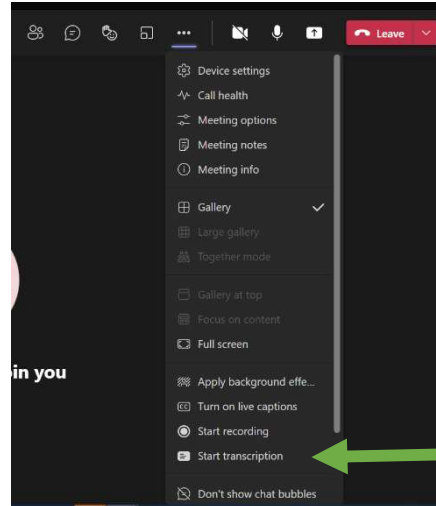 Leave
Device settings
Call health
Meeting options
Meeting notes
Meeting info
Gallery
Large gallery
Together mode
Gallery at top
Focus on content
Full screen
in you
Apply background effe...
CC Turn on live captions
Start recording
Start transcription
Don't show chat bubbles